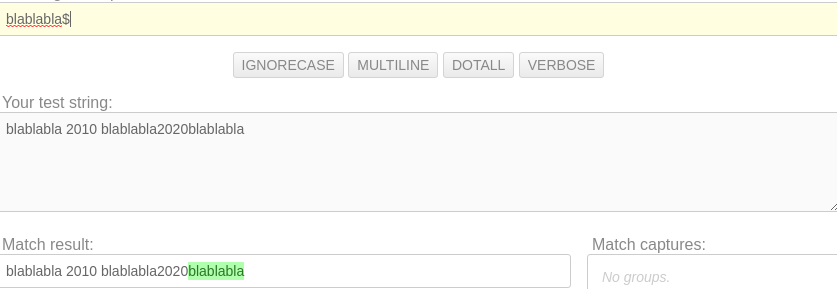 blablabla$
IGNORECASE MULTILINE DOTALL VERBOSE
Your test string:
blablabla 2010 blablabla2020blablabla
Match result:
Match captures:
blablabla 2010 blablabla2020blablabla
No groups.